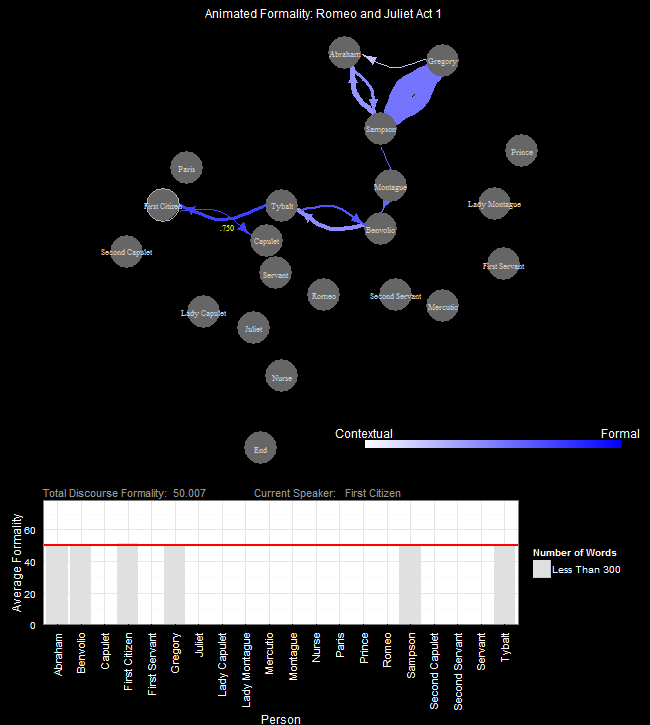 Animated Formality: Romeo and Juliet Act 1
Abraham
Gregory
Sampson
Prince
Paris
Montague
First Citizen
Tybalt
Lady Montague
.750
Benvolio
Capulet
Second Capulet
First Servant
Servant
Romeo
Second Servant
Mercutio
Lady Capulet
Juliet
Nurse
Contextual
Formal
End
Total Discourse Formality: 50.007
Current Speaker: First Citizen
Average Formality
60
40
20
0
Number of Words
Less Than 300
Abraham
Benvolio
Capulet
First Citizen
First Servant
Gregory
Juliet
Lady Capulet
Lady Montague
Mercutio
Montague
Nurse
Paris
Prince
Romeo
Sampson
Second Capulet
Second Servant
Servant
Tybalt
Person